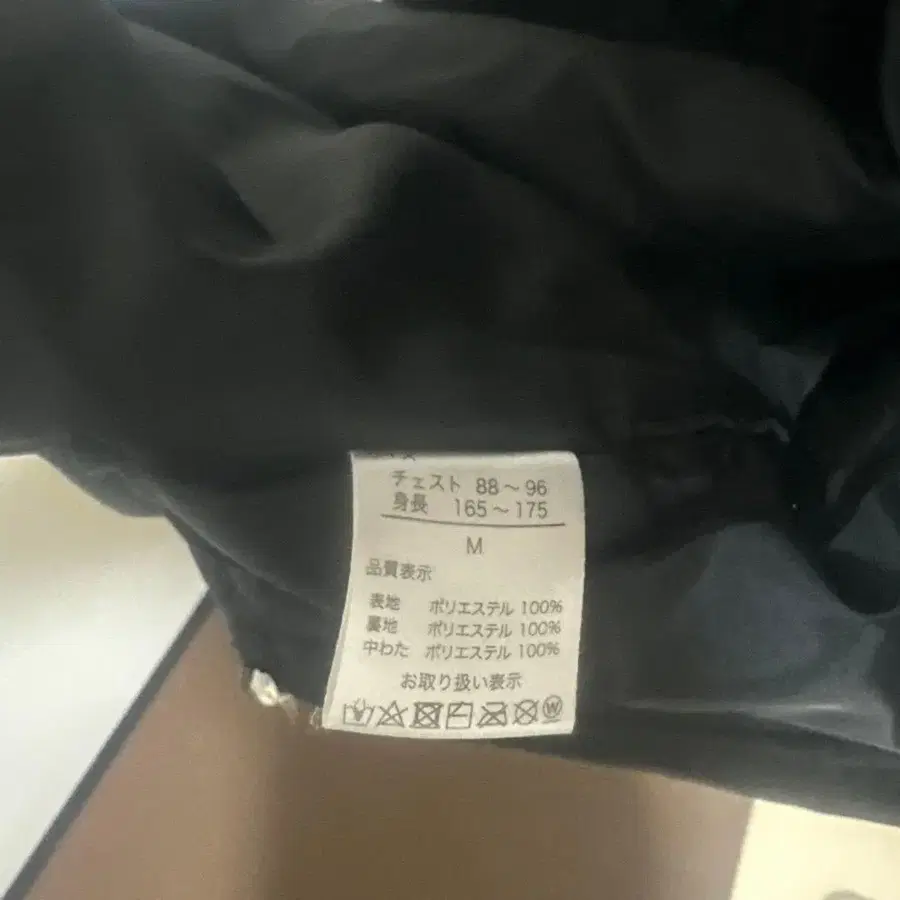 チェスト 88～96
身長 165～175
M
品質表示
表地 ポリエステル 100%
裏地 ポリエステル 100%
中わた ポリエステル 100%
お取り扱い表示
W